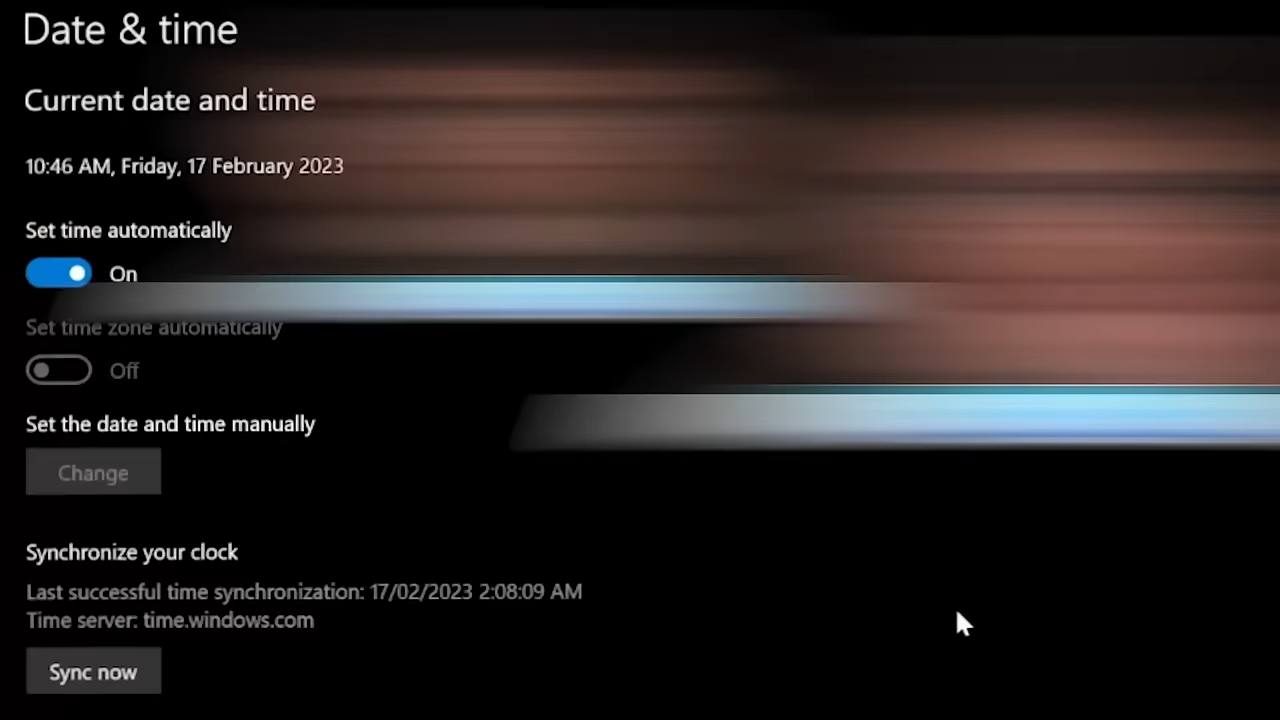 Date & time
Current date and time
10:46 AM, Friday, 17 February 2023
Set time automatically
On
Set time zone automatically
Off
Set the date and time manually
Change
Synchronize your clock
Last successful time synchronization: 17/02/2023 2:08:09 AM
Time server: time.windows.com
Sync now